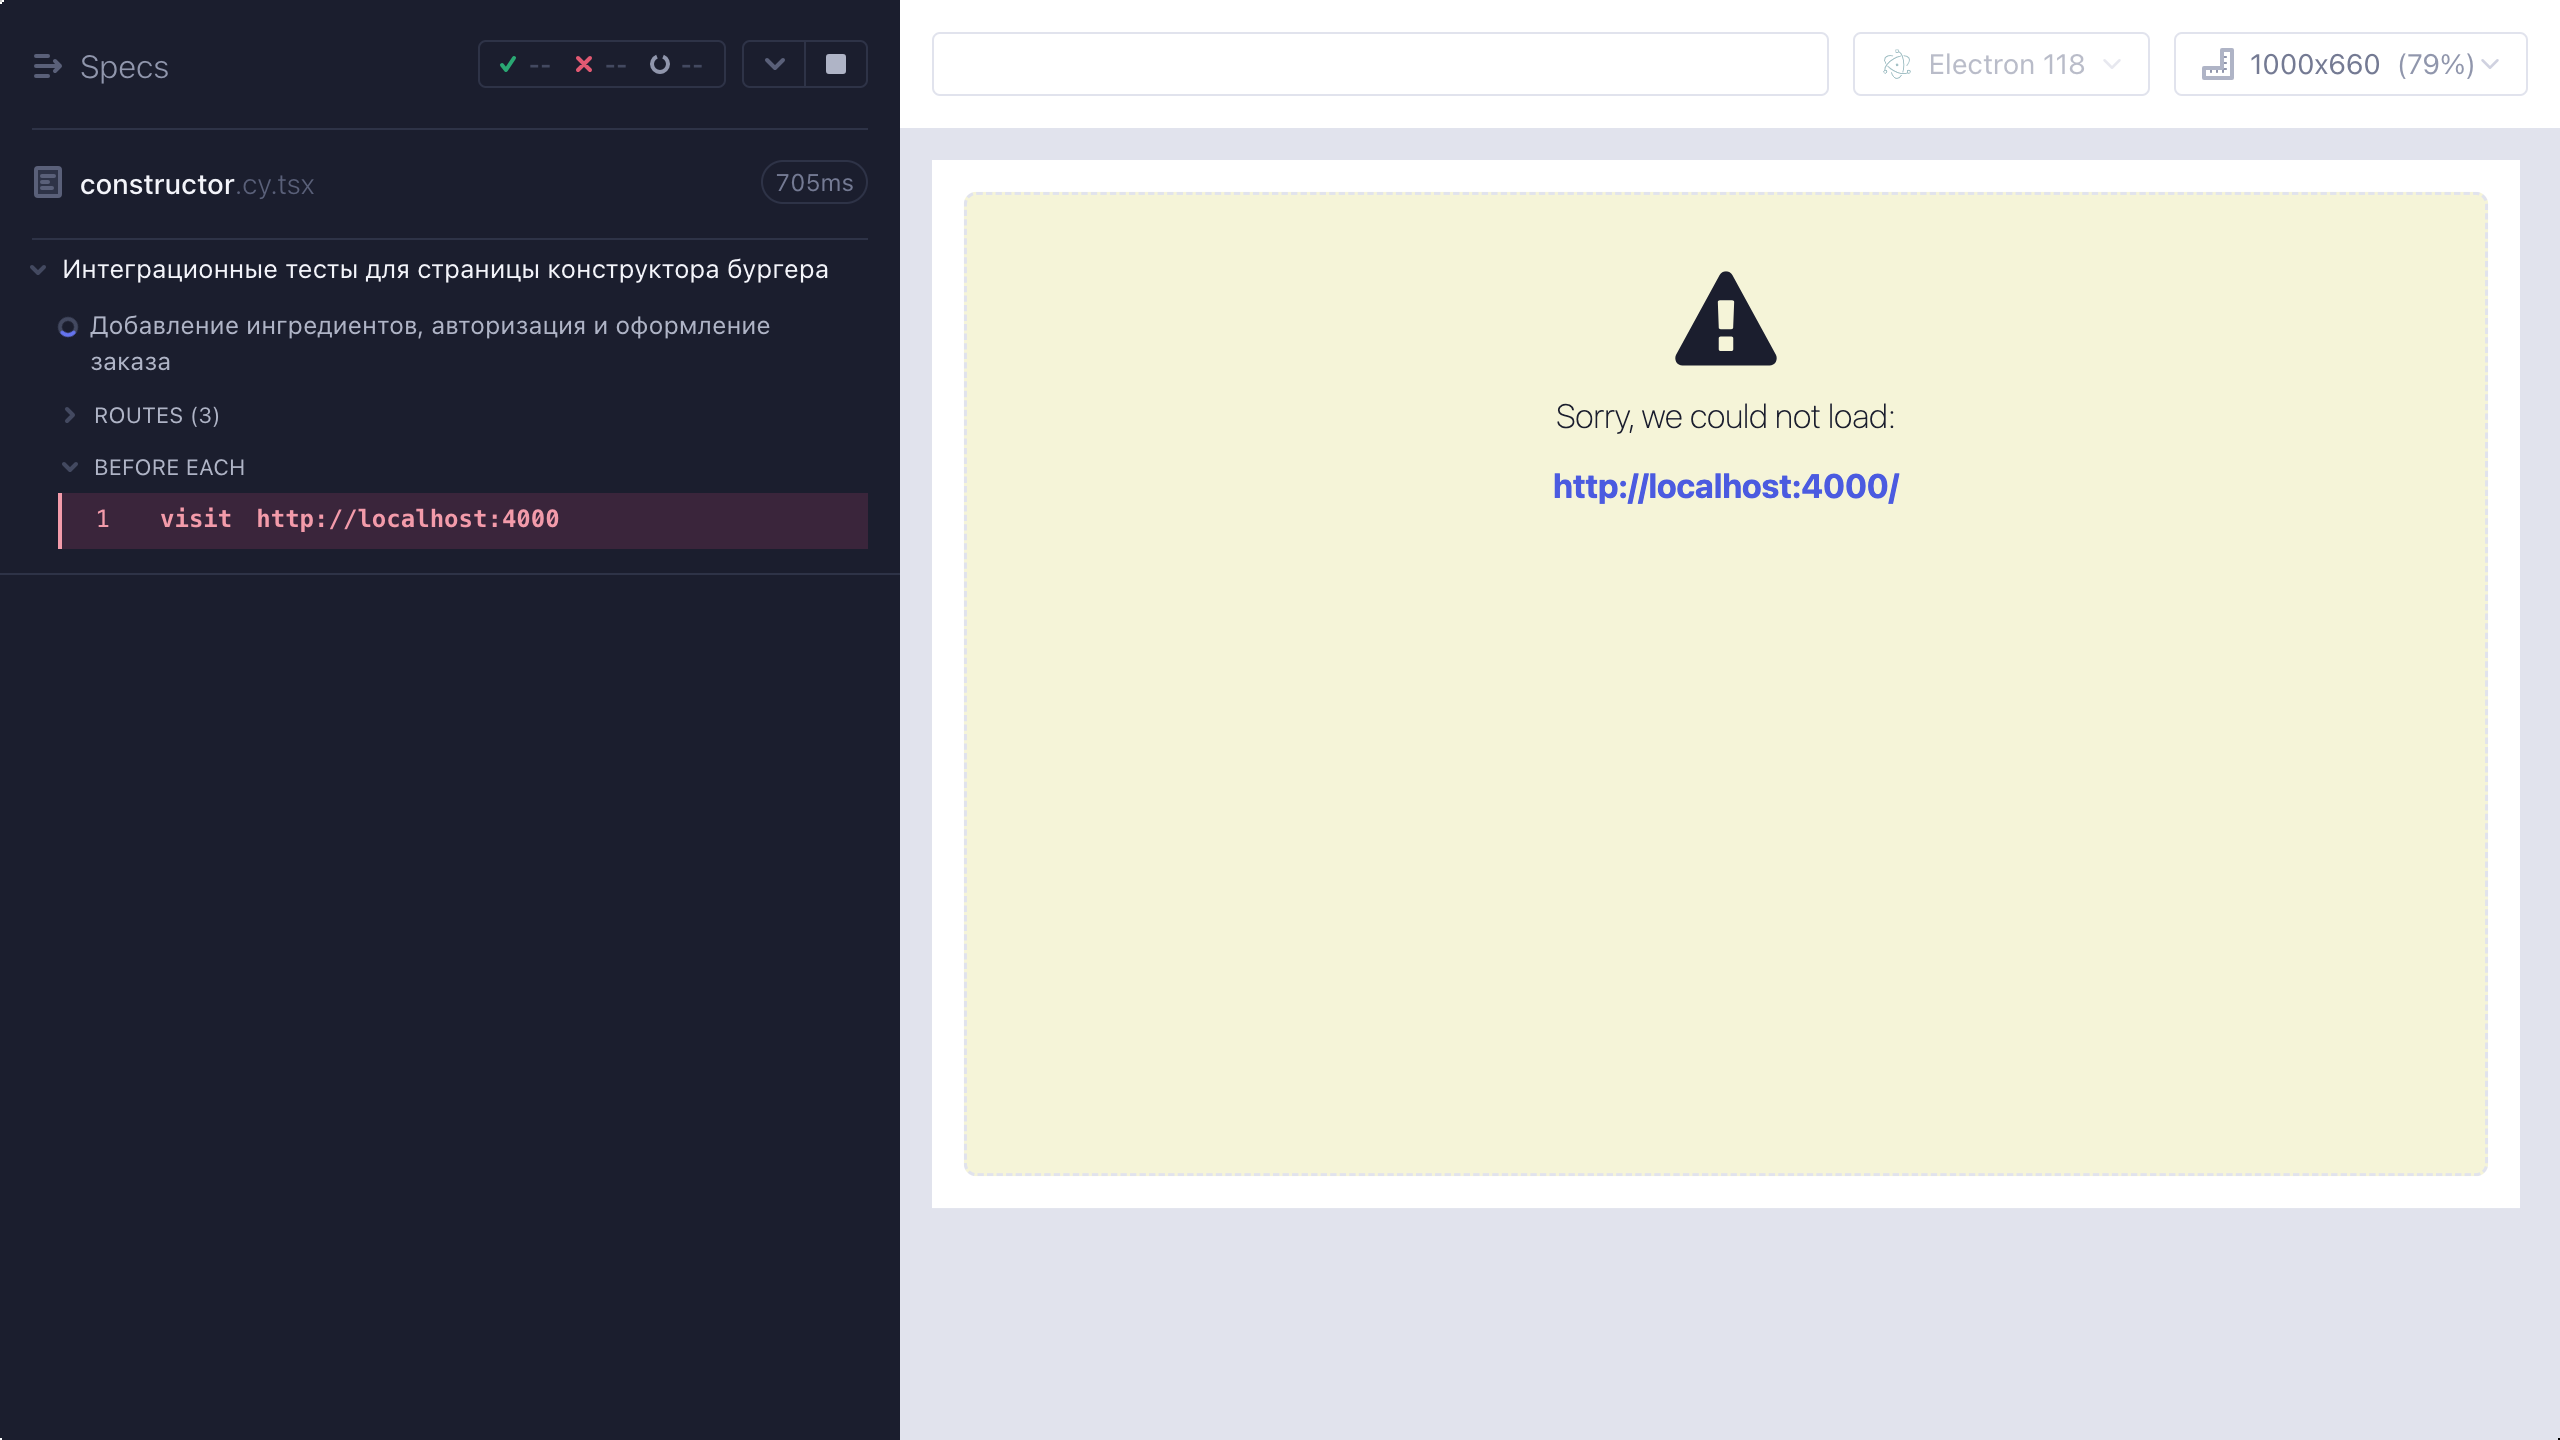 Specs
-- -- --
constructor.cy.tsx
705ms
Интеграционные тесты для страницы конструктора бургера
Добавление ингредиентов, авторизация и оформление
заказа
ROUTES (3)
BEFORE EACH
1 visit http://localhost:4000
Electron 118
1000x660 (79%)
Sorry, we could not load:
http://localhost:4000/